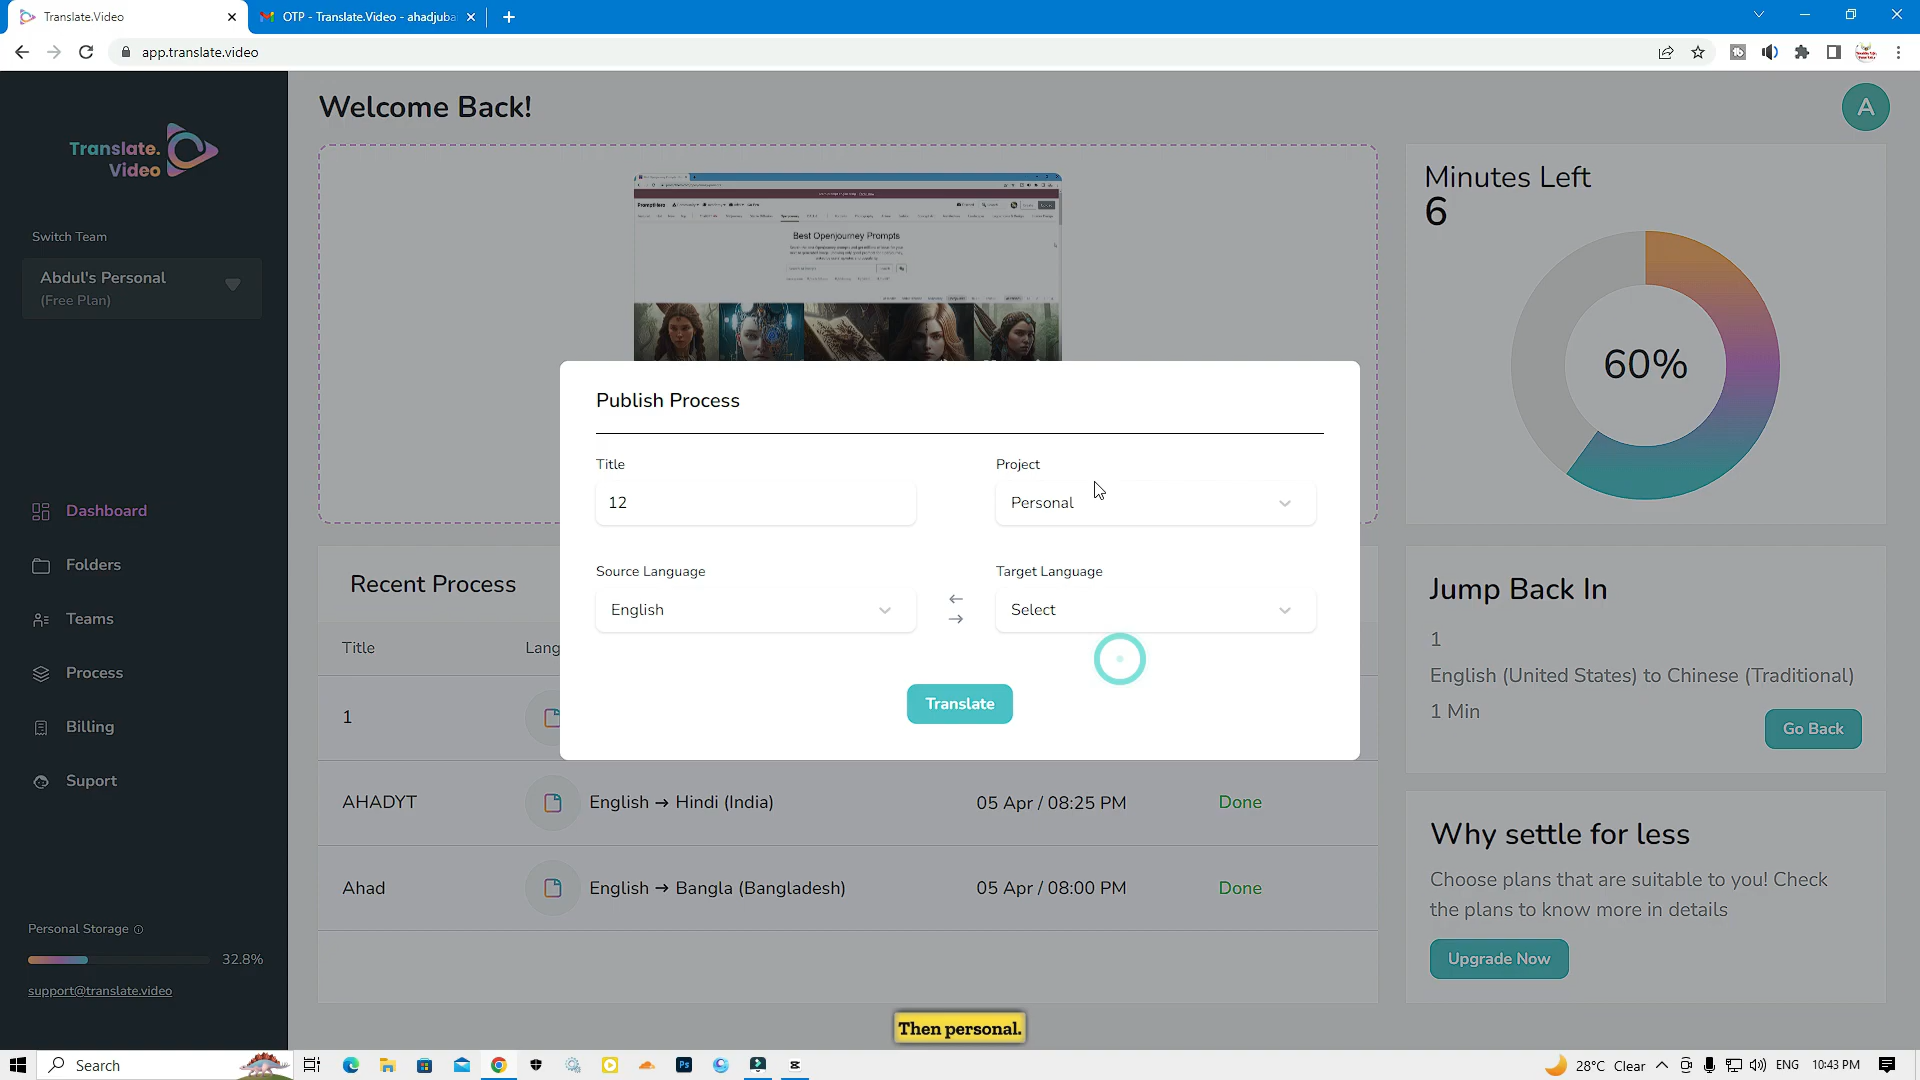 Translate.Video
OTP - Translate.Video - ahadjuba
app.translate.video
Translate.
Video
Switch Team
Abdul's Personal
(Free Plan)
Dashboard
Folders
Teams
Process
Billing
Suport
Personal Storage
32.8%
support@translate.video
Welcome Back!
A
PromptHero
Best Openjourney Prompts
Minutes Left
6
60%
Publish Process
Title
12
Project
Personal
Source Language
English
Target Language
Select
Translate
Recent Process
Title
Lang
1
AHADYT
English → Hindi (India)
05 Apr / 08:25 PM
Done
Ahad
English → Bangla (Bangladesh)
05 Apr / 08:00 PM
Done
Jump Back In
1
English (United States) to Chinese (Traditional)
1 Min
Go Back
Why settle for less
Choose plans that are suitable to you! Check
the plans to know more in details
Upgrade Now
Then personal.
Search
Ps
28°C Clear
ENG
10:43 PM